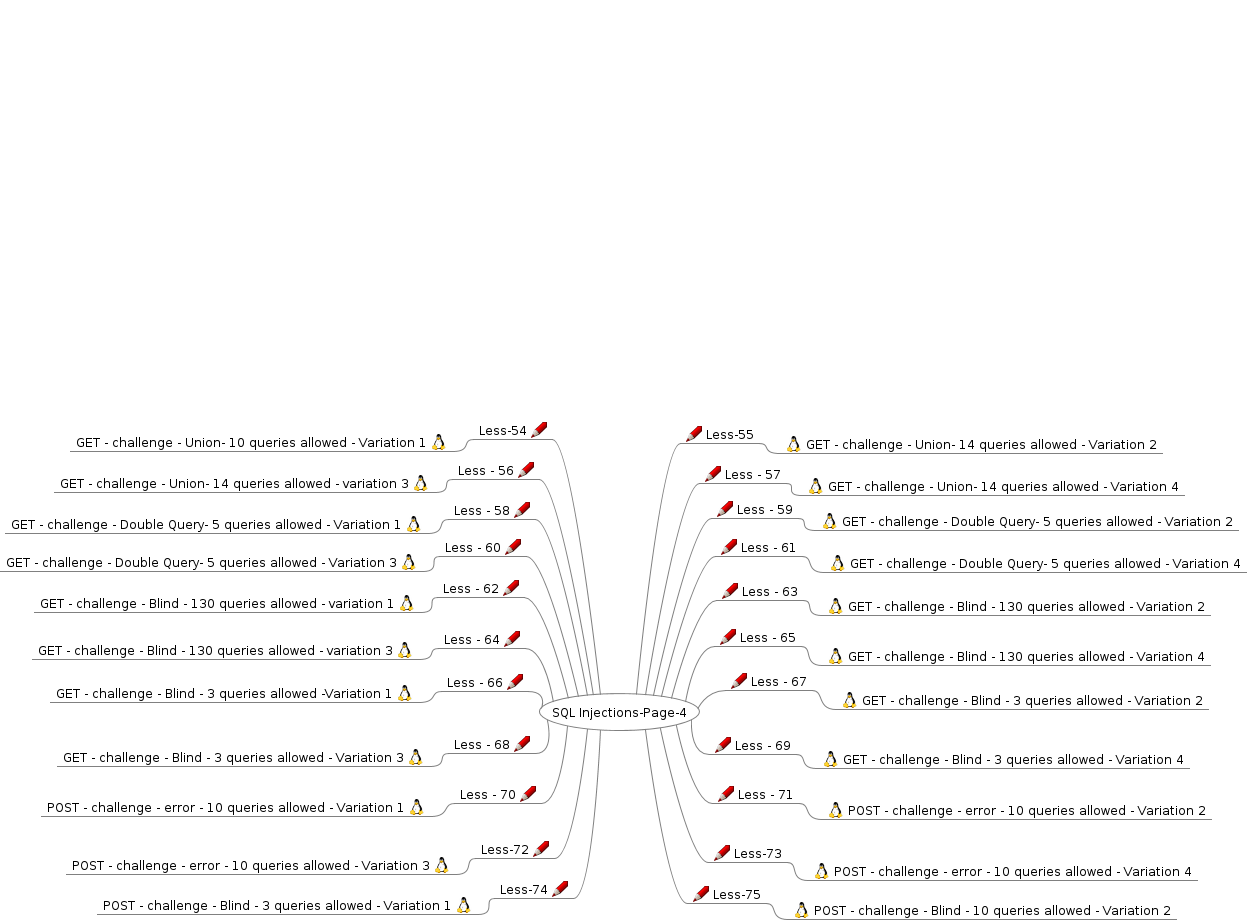 Less-54
GET - challenge - Union- 10 queries allowed - Variation 1
Less - 56
GET - challenge - Union- 14 queries allowed - variation 3
Less - 58
GET - challenge - Double Query- 5 queries allowed - Variation 1
Less - 60
GET - challenge - Double Query- 5 queries allowed - Variation 3
Less - 62
GET - challenge - Blind - 130 queries allowed - variation 1
Less - 64
GET - challenge - Blind - 130 queries allowed - variation 3
Less - 66
GET - challenge - Blind - 3 queries allowed -Variation 1
Less - 68
GET - challenge - Blind - 3 queries allowed - Variation 3
Less - 70
POST - challenge - error - 10 queries allowed - Variation 1
Less-72
POST - challenge - error - 10 queries allowed - Variation 3
Less-74
POST - challenge - Blind - 3 queries allowed - Variation 1
SQL Injections-Page-4
Less-55
GET - challenge - Union- 14 queries allowed - Variation 2
Less - 57
GET - challenge - Union- 14 queries allowed - Variation 4
Less - 59
GET - challenge - Double Query- 5 queries allowed - Variation 2
Less - 61
GET - challenge - Double Query- 5 queries allowed - Variation 4
Less - 63
GET - challenge - Blind - 130 queries allowed - Variation 2
Less - 65
GET - challenge - Blind - 130 queries allowed - Variation 4
Less - 67
GET - challenge - Blind - 3 queries allowed - Variation 2
Less - 69
GET - challenge - Blind - 3 queries allowed - Variation 4
Less - 71
POST - challenge - error - 10 queries allowed - Variation 2
Less-73
POST - challenge - error - 10 queries allowed - Variation 4
Less-75
POST - challenge - Blind - 10 queries allowed - Variation 2